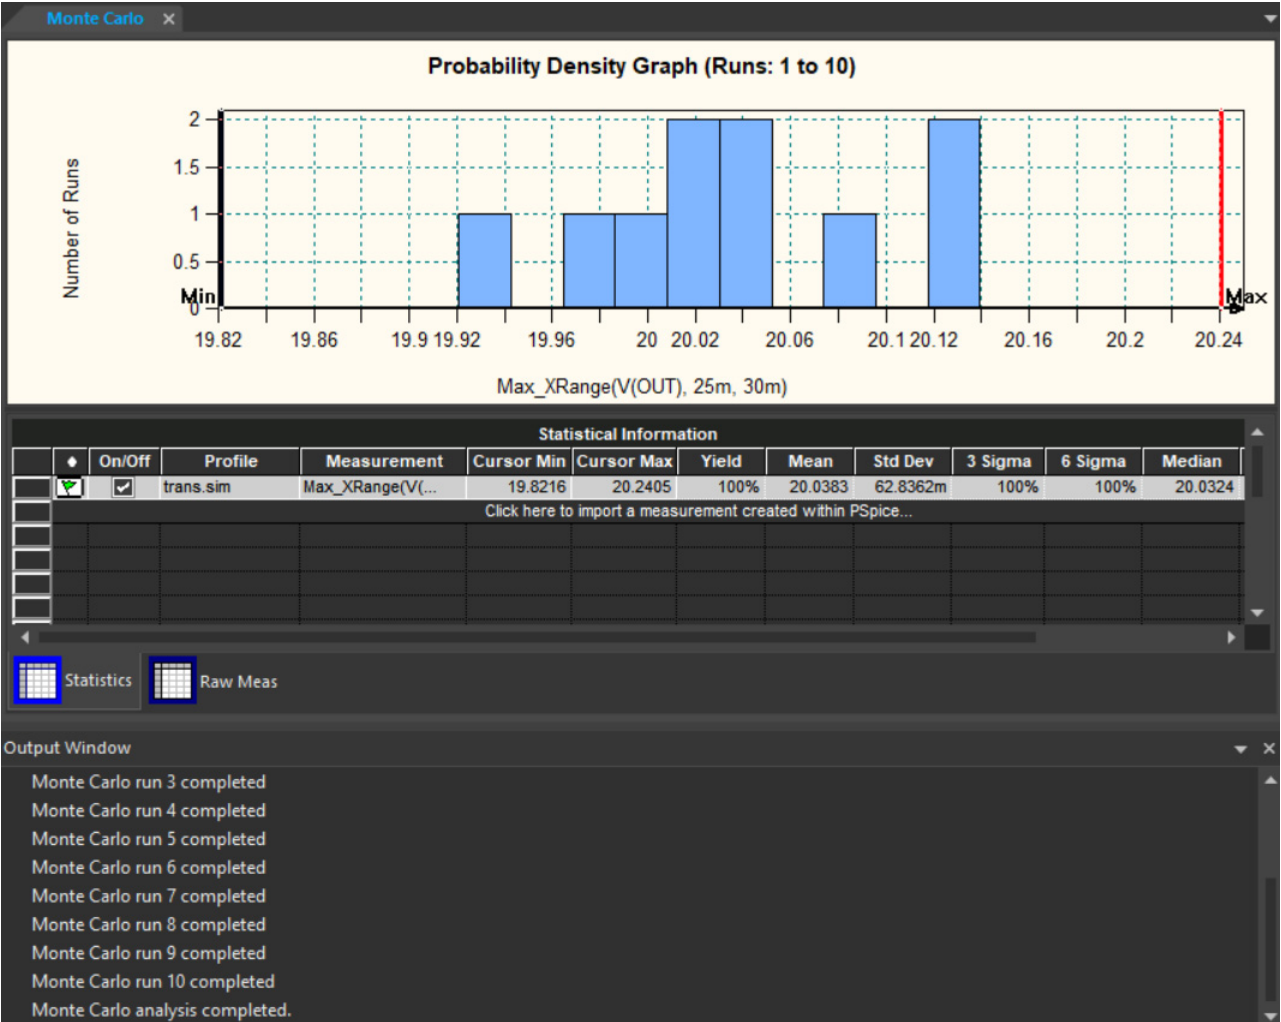 Monte Carlo
Probability Density Graph (Runs: 1 to 10)
Number of Runs
2
1.5
1
0.5
0
Min
Max
19.82 19.86 19.9 19.92 19.96 20 20.02 20.06 20.1 20.12 20.16 20.2 20.24
Max_XRange(V(OUT), 25m, 30m)
Statistical Information
On/Off Profile Measurement Cursor Min Cursor Max Yield Mean Std Dev 3 Sigma 6 Sigma Median
trans.sim Max_XRange(V(... 19.8216 20.2405 100% 20.0383 62.8362m 100% 100% 20.0324
Click here to import a measurement created within PSpice...
Statistics Raw Meas
Output Window
Monte Carlo run 3 completed
Monte Carlo run 4 completed
Monte Carlo run 5 completed
Monte Carlo run 6 completed
Monte Carlo run 7 completed
Monte Carlo run 8 completed
Monte Carlo run 9 completed
Monte Carlo run 10 completed
Monte Carlo analysis completed.